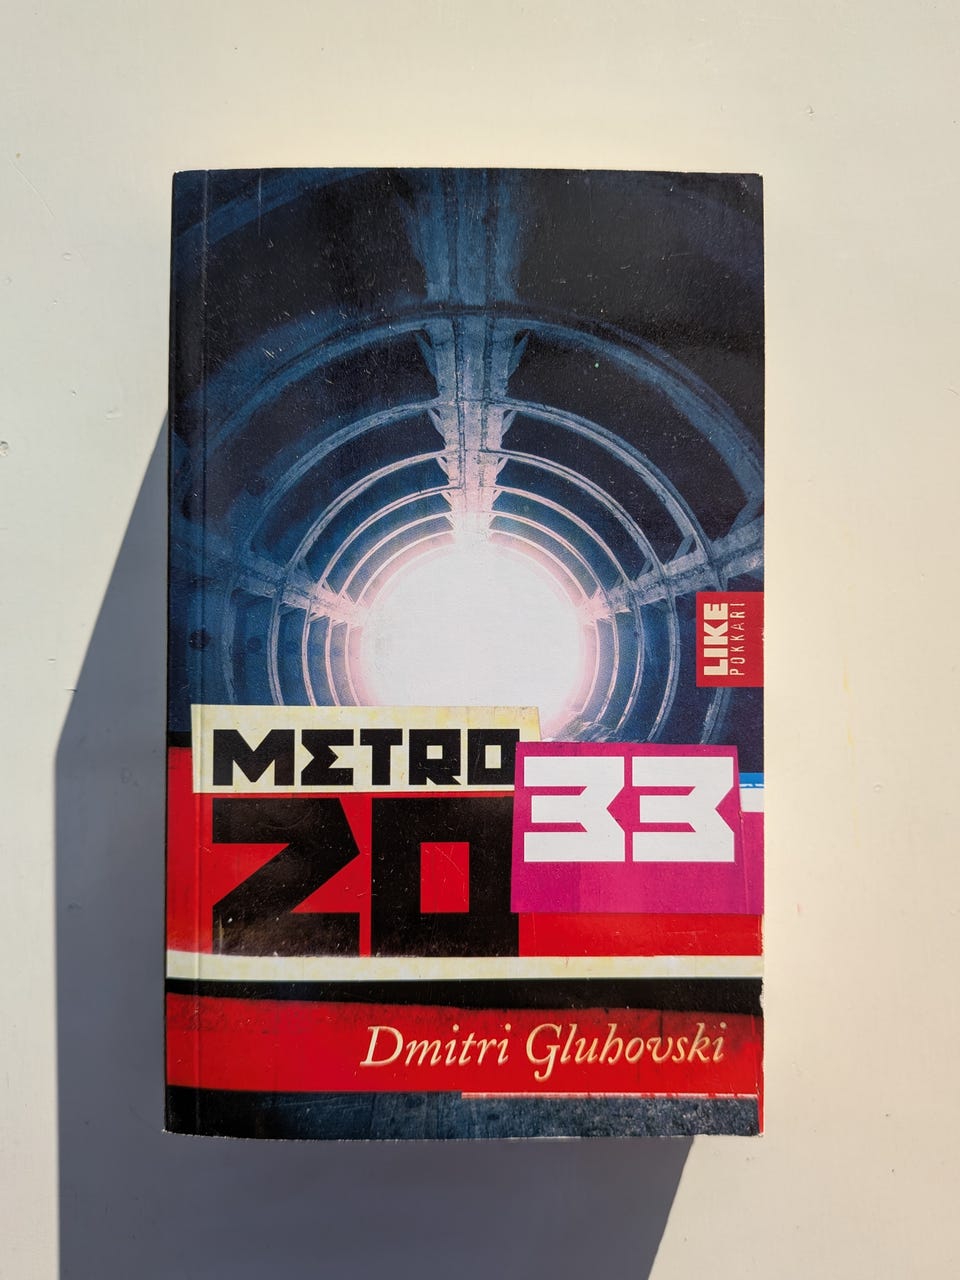 LIKE
POKKARI
METRO
2033
Dmitri Gluhovski